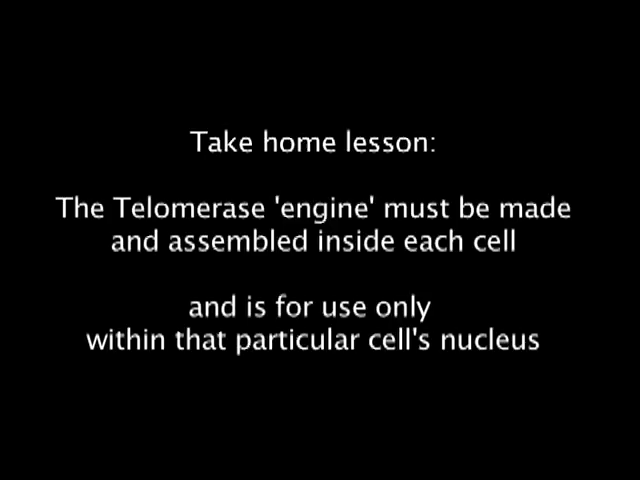 Take home lesson:
The Telomerase 'engine' must be made
and assembled inside each cell
and is for use only
within that particular cell's nucleus